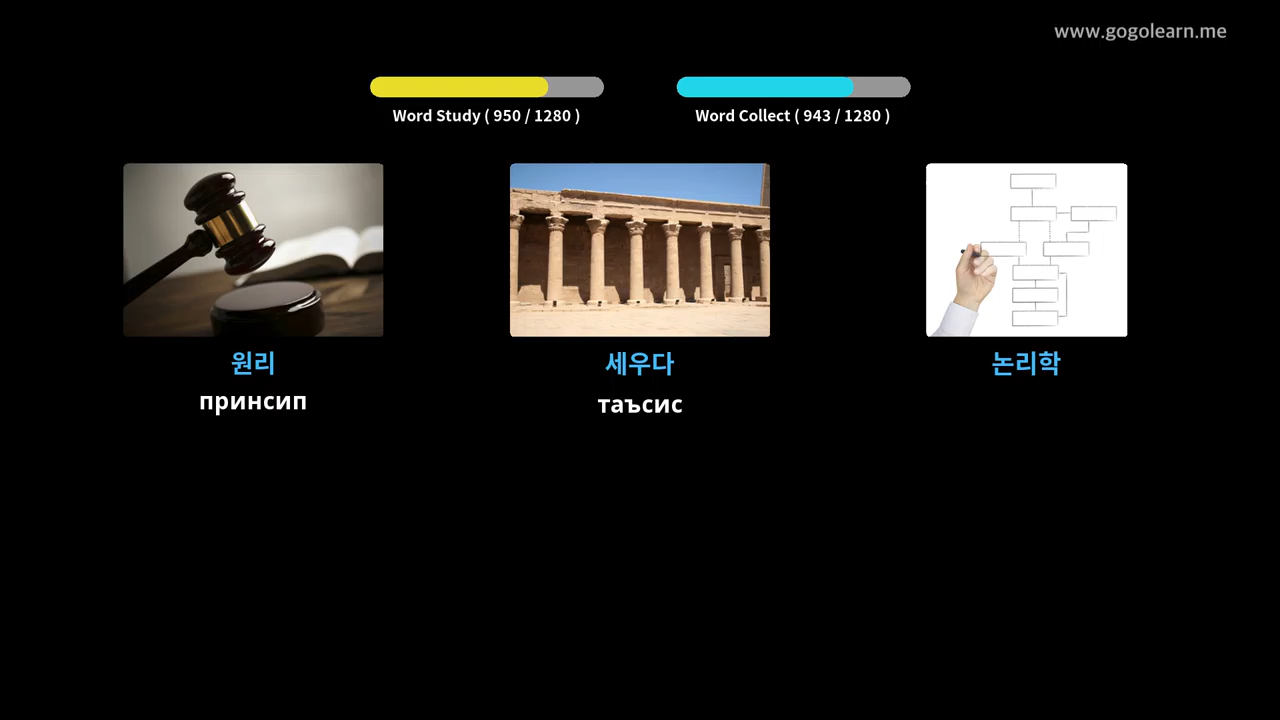 www.gogolearn.me
Word Study ( 950 / 1280 )
Word Collect ( 943 / 1280 )
원리
세우다
논리학
принсип
таъсис